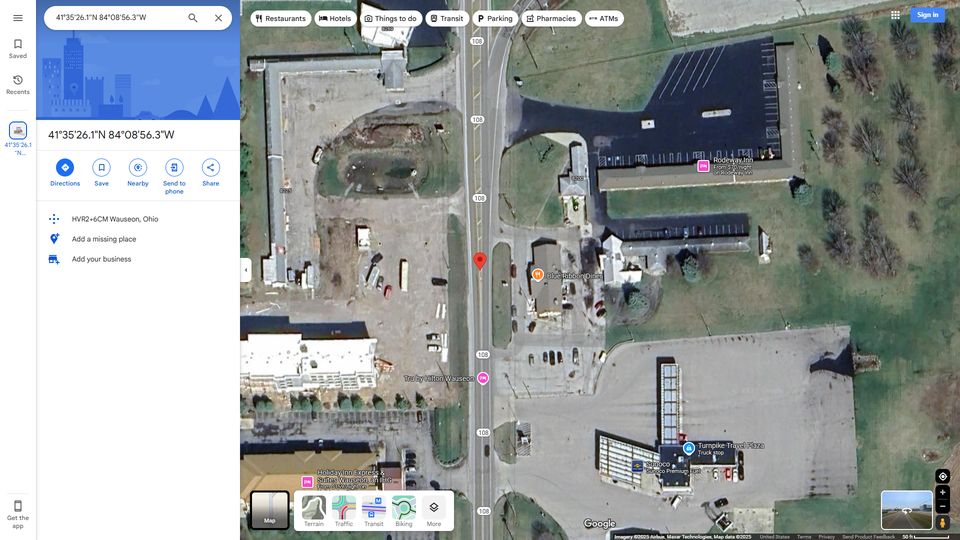 41°35'26.1"N 84°08'56.3"W
Restaurants
Hotels
Things to do
Transit
Parking
Pharmacies
ATMs
Sign in
Saved
Recents
41°35'26.1
"N...
41°35'26.1"N 84°08'56.3"W
Directions
Save
Nearby
Send to
phone
Share
HVR2+6CM Wauseon, Ohio
Add a missing place
Add your business
108
108
108
108
108
108
8225
Rodeway Inn
on Rodeway Inn
Blue Ribbon Diner
Tru by Hilton Wauseon
Turnpike Travel Plaza
Truck stop
Sunoco
Holiday Inn Express &
Suites Wauseon, an IHG
Get the
app
Map
Terrain
Traffic
Transit
Biking
More
Google
Imagery ©2025 Airbus, Maxar Technologies, Map data ©2025
United States
Terms
Privacy
Send Product Feedback
50 ft